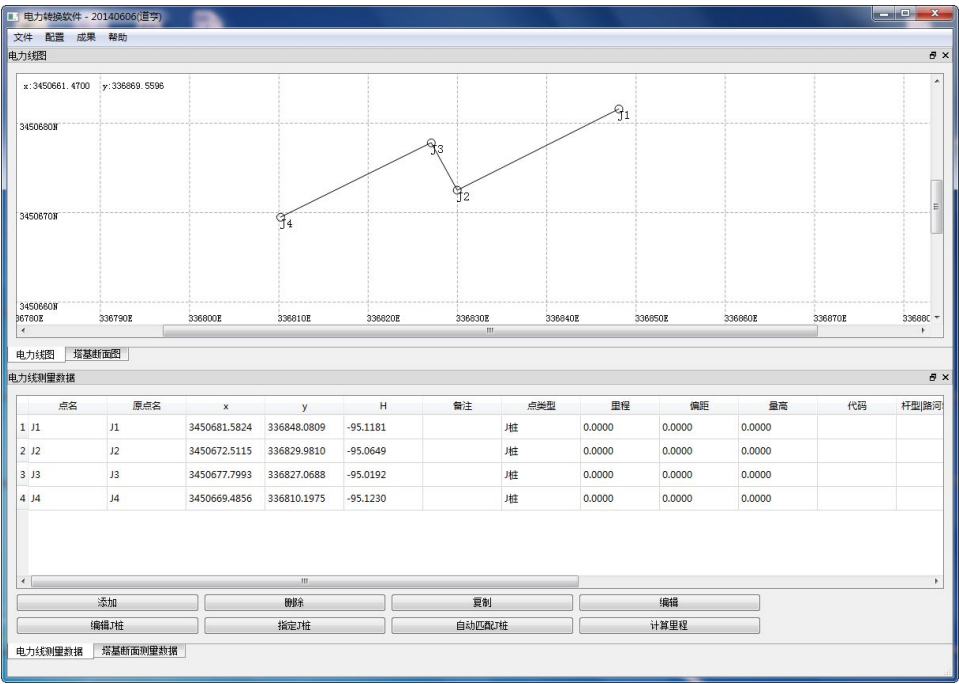 电力转换软件 - 20140606(道亨)
文件 配置 成果 帮助
电力线图
x:3450661.4700 y:336869.5596
3450680N
J1
J3
J2
3450670N
J4
3450660N
36780E 336790E 336800E 336810E 336820E 336830E 336840E 336850E 336860E 336870E 33688C
电力线图 塔基断面图
电力线测量数据
点名 原点名 x y H 备注 点类型 里程 偏距 量高 代码 杆型|路河
1 J1 J1 3450681.5824 336848.0809 -95.1181 J桩 0.0000 0.0000 0.0000
2 J2 J2 3450672.5115 336829.9810 -95.0649 J桩 0.0000 0.0000 0.0000
3 J3 J3 3450677.7993 336827.0688 -95.0192 J桩 0.0000 0.0000 0.0000
4 J4 J4 3450669.4856 336810.1975 -95.1230 J桩 0.0000 0.0000 0.0000
添加 删除 复制 编辑
编辑J桩 指定J桩 自动匹配J桩 计算里程
电力线测量数据 塔基断面测量数据